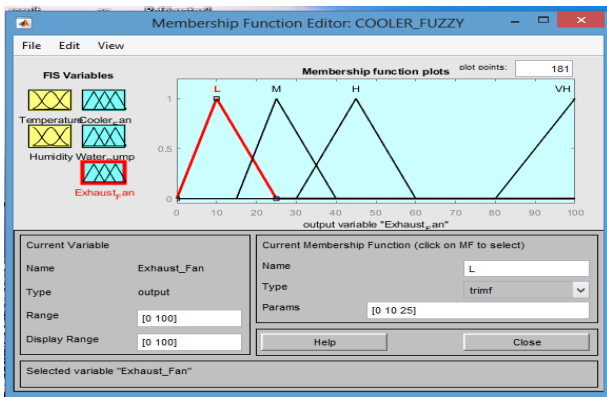 Membership Function Editor: COOLER_FUZZY
File Edit View
FIS Variables
Membership function plots plot points: 181
L M H VH
1
0.5
0
Temperature Cooler_Fan
Humidity Water_Pump
Exhaust_Fan
0 10 20 30 40 50 60 70 80 90 100
output variable "Exhaust_Fan"
Current Variable
Name Exhaust_Fan
Type output
Range [0 100]
Display Range [0 100]
Current Membership Function (click on MF to select)
Name L
Type trimf
Params [0 10 25]
Help Close
Selected variable "Exhaust_Fan"